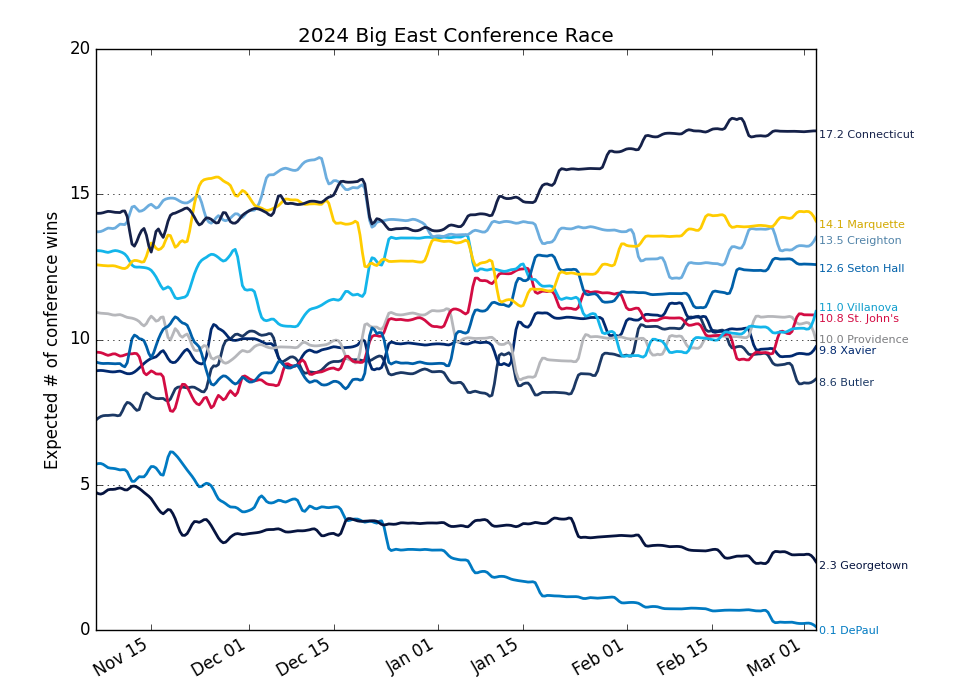 2024 Big East Conference Race
Expected # of conference wins
20
15
10
5
0
17.2 Connecticut
14.1 Marquette
13.5 Creighton
12.6 Seton Hall
11.0 Villanova
10.8 St. John's
10.0 Providence
9.8 Xavier
8.6 Butler
2.3 Georgetown
0.1 DePaul
Nov 15
Dec 01
Dec 15
Jan 01
Jan 15
Feb 01
Feb 15
Mar 01